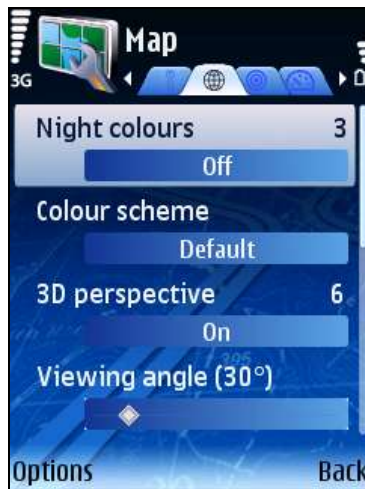 Map
3G
Night colours 3
Off
Colour scheme
Default
3D perspective 6
On
Viewing angle (30°)
Options Back